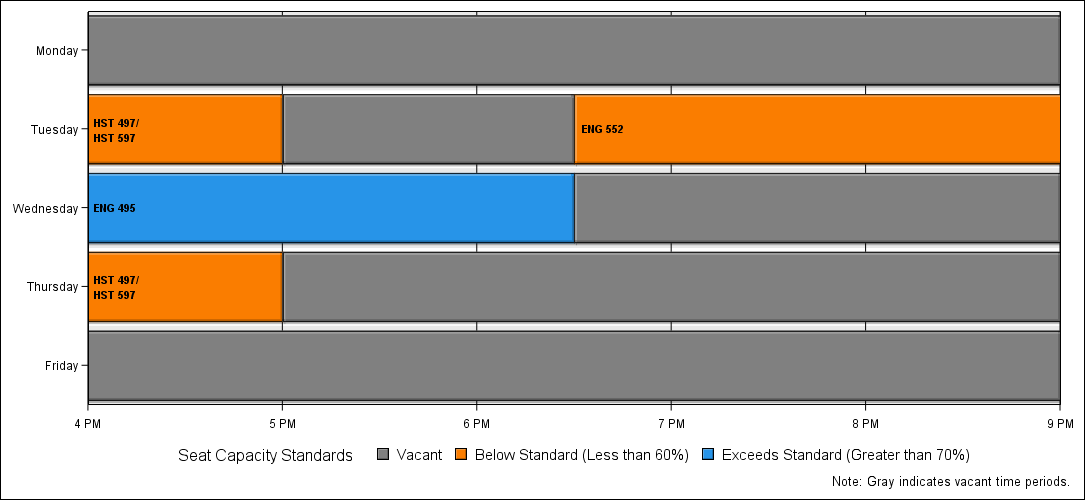 Monday
Tuesday
HST 497/
HST 597
ENG 552
Wednesday
ENG 495
Thursday
HST 497/
HST 597
Friday
4 PM 5 PM 6 PM 7 PM 8 PM 9 PM
Seat Capacity Standards Vacant Below Standard (Less than 60%) Exceeds Standard (Greater than 70%)
Note: Gray indicates vacant time periods.